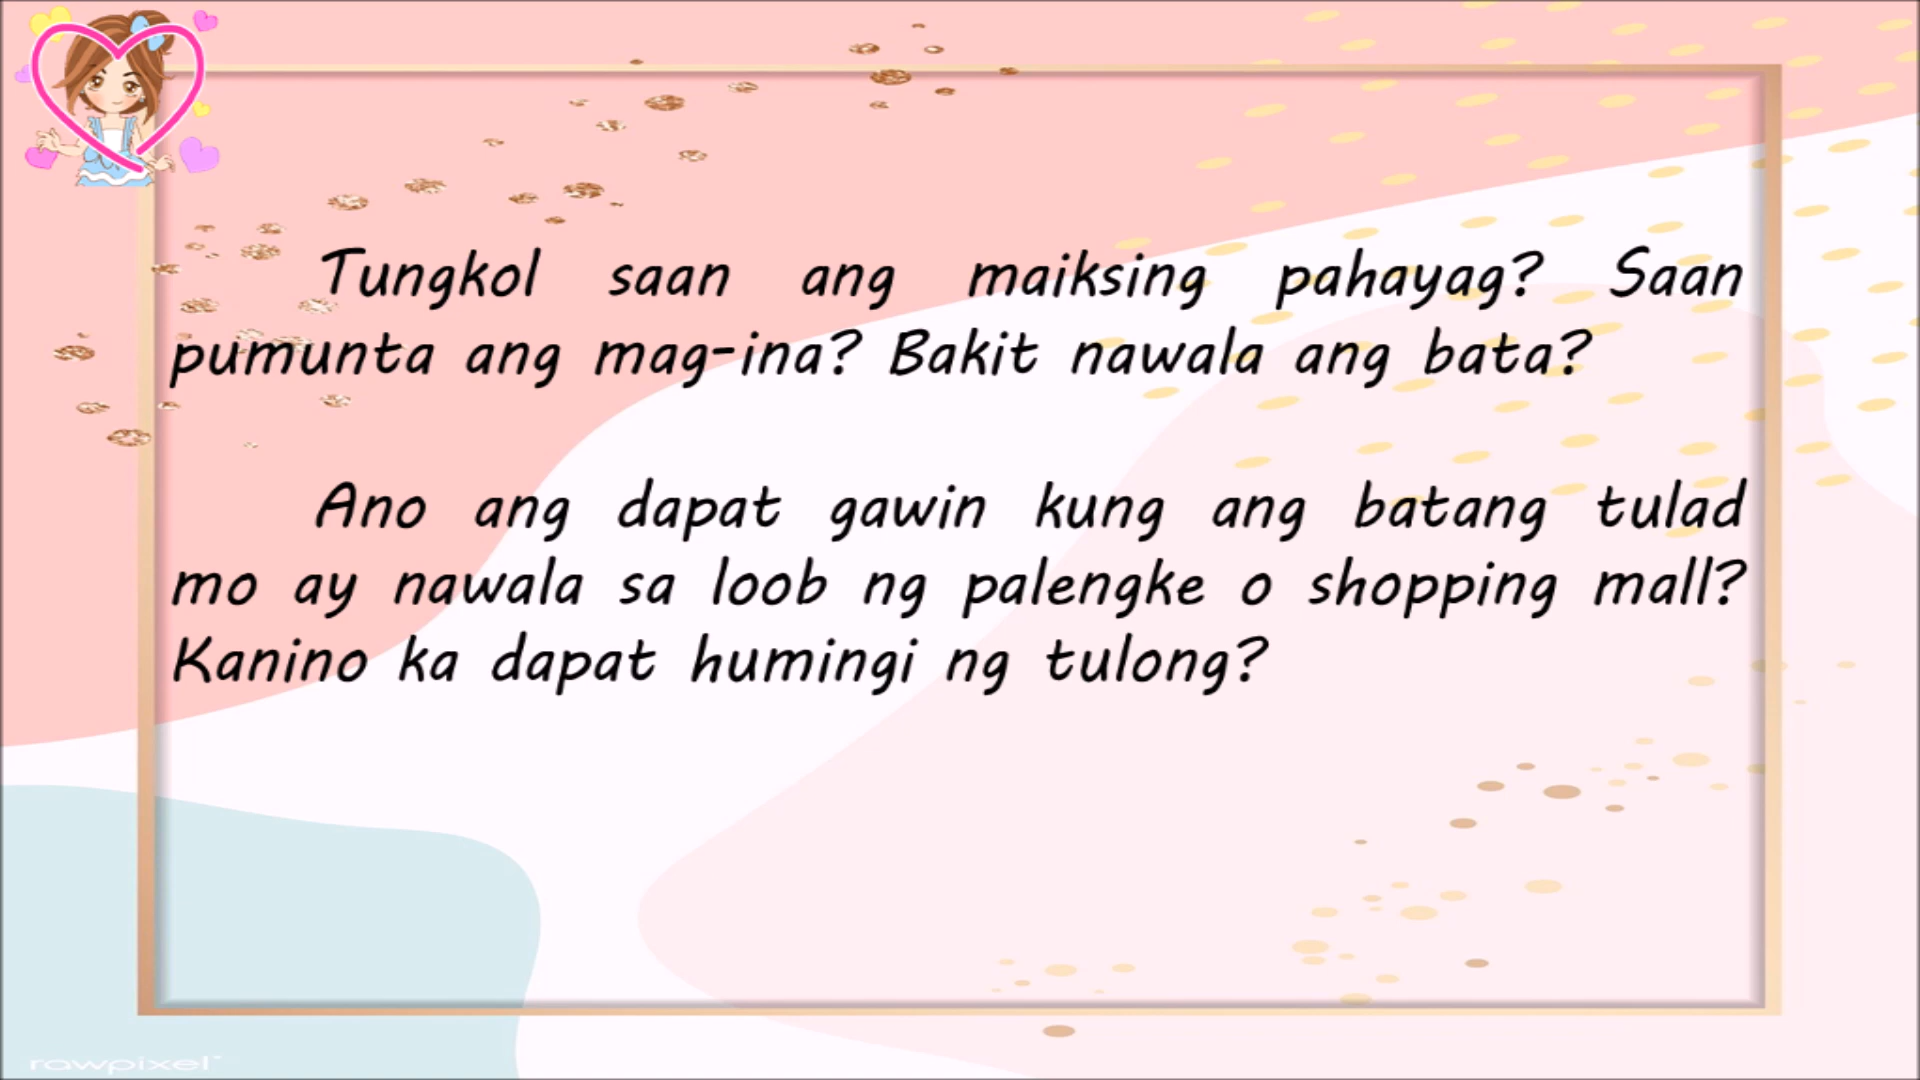 Tungkol saan ang maiksing pahayag? Saan
pumunta ang mag-ina? Bakit nawala ang bata?
Ano ang dapat gawin kung ang batang tulad
mo ay nawala sa loob ng palengke o shopping mall?
Kanino ka dapat humingi ng tulong?
rawpixel